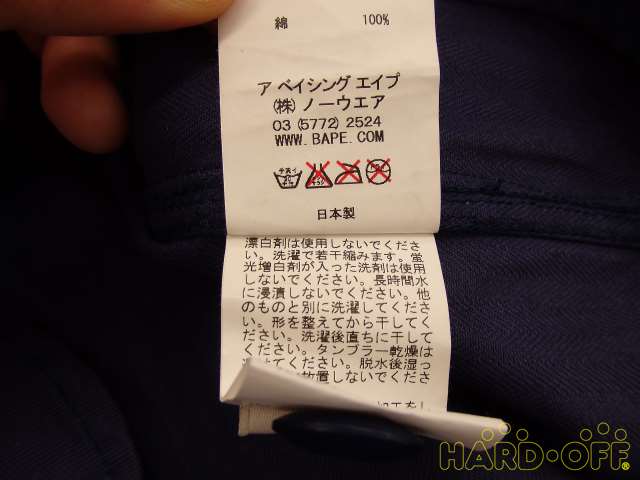 綿 100%
ア ベイシング エイプ
(株) ノーウエア
03 (5772) 2524
WWW.BAPE.COM
日本製
漂白剤は使用しないでくださ
い。洗濯で若干縮みます。蛍
光増白剤が入った洗剤は使用
しないでください。長時間水
に浸漬しないでください。他
のものと別に洗濯してくださ
い。形を整えてから干してく
ださい。洗濯後直ちに干して
ください。タンブラー乾燥は
けてください。脱水後湿っ
放置しないでくださ
HARD-OFF